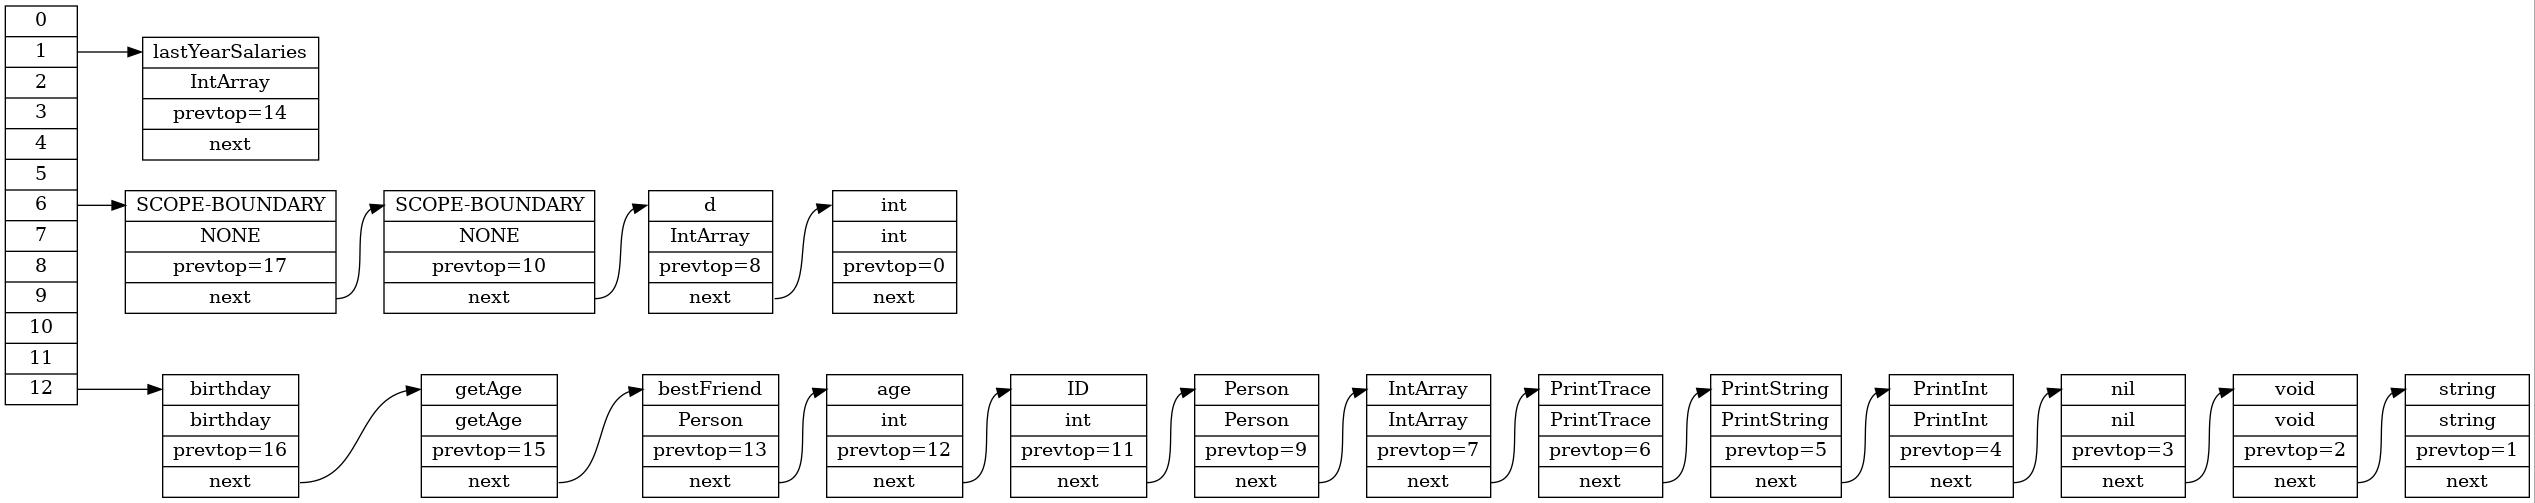 0
1
2
3
4
5
6
7
8
9
10
11
12
lastYearSalaries
IntArray
prevtop=14
next
SCOPE-BOUNDARY
NONE
prevtop=17
next
SCOPE-BOUNDARY
NONE
prevtop=10
next
d
IntArray
prevtop=8
next
int
int
prevtop=0
next
birthday
birthday
prevtop=16
next
getAge
getAge
prevtop=15
next
bestFriend
Person
prevtop=13
next
age
int
prevtop=12
next
ID
int
prevtop=11
next
Person
Person
prevtop=9
next
IntArray
IntArray
prevtop=7
next
PrintTrace
PrintTrace
prevtop=6
next
PrintString
PrintString
prevtop=5
next
PrintInt
PrintInt
prevtop=4
next
nil
nil
prevtop=3
next
void
void
prevtop=2
next
string
string
prevtop=1
next